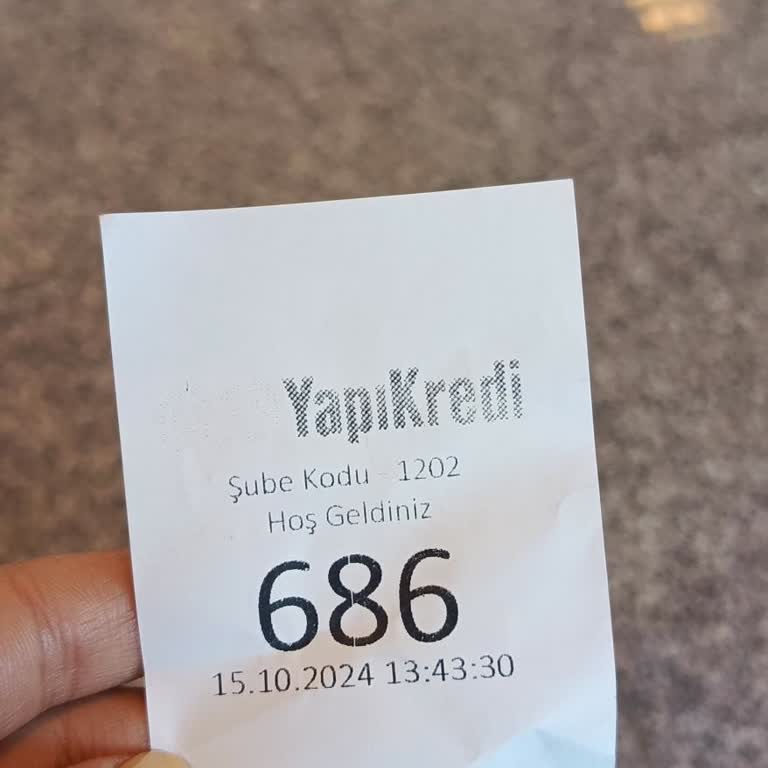 YapıKredi
Şube Kodu - 1202
Hoş Geldiniz
686
15.10.2024 13:43:30